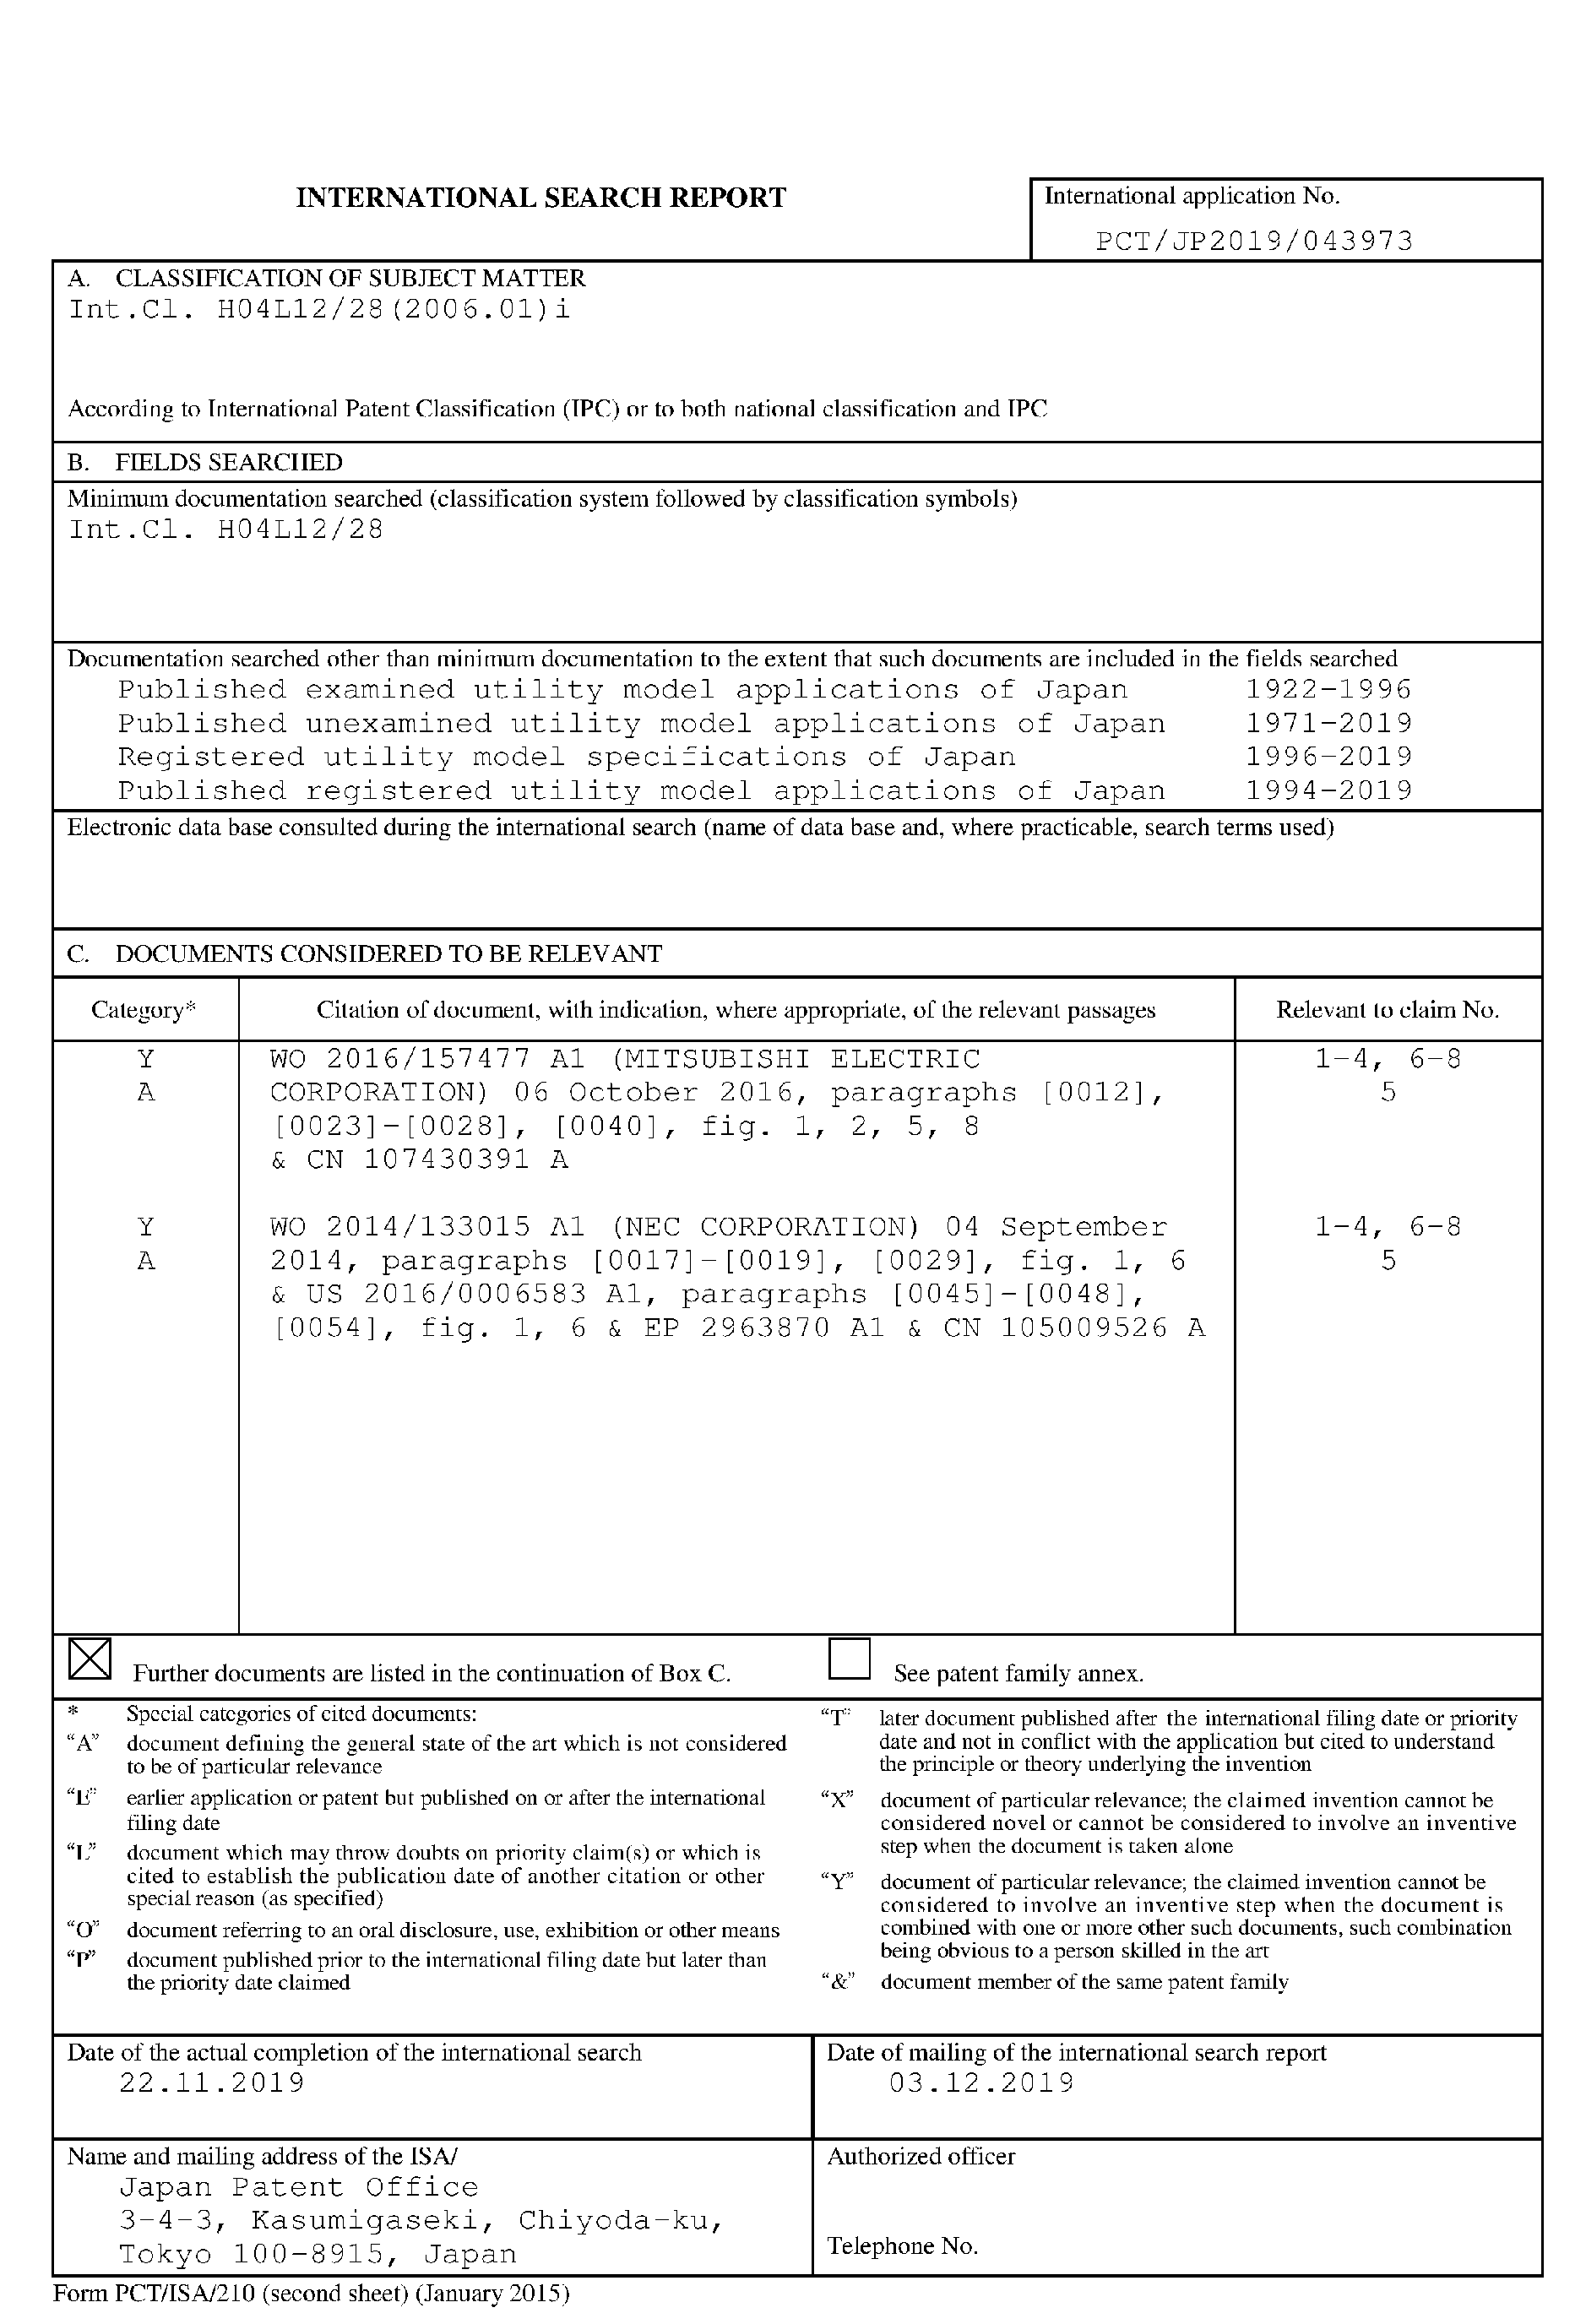 INTERNATIONAL SEARCH REPORT
International application No.
PCT/JP2019/043973
A. CLASSIFICATION OF SUBJECT MATTER
Int.Cl. H04L12/28(2006.01)i
According to International Patent Classification (IPC) or to both national classification and IPC
B. FIELDS SEARCHED
Minimum documentation searched (classification system followed by classification symbols)
Int.Cl. H04L12/28
Documentation searched other than minimum documentation to the extent that such documents are included in the fields searched
Published examined utility model applications of Japan 1922-1996
Published unexamined utility model applications of Japan 1971-2019
Registered utility model specifications of Japan 1996-2019
Published registered utility model applications of Japan 1994-2019
Electronic data base consulted during the international search (name of data base and, where practicable, search terms used)
C. DOCUMENTS CONSIDERED TO BE RELEVANT
Category* Citation of document, with indication, where appropriate, of the relevant passages Relevant to claim No.
Y WO 2016/157477 A1 (MITSUBISHI ELECTRIC 1-4, 6-8
A CORPORATION) 06 October 2016, paragraphs [0012], 5
[0023]-[0028], [0040], fig. 1, 2, 5, 8
& CN 107430391 A
Y WO 2014/133015 A1 (NEC CORPORATION) 04 September 1-4, 6-8
A 2014, paragraphs [0017]-[0019], [0029], fig. 1, 6 5
& US 2016/0006583 A1, paragraphs [0045]-[0048],
[0054], fig. 1, 6 & EP 2963870 A1 & CN 105009526 A
Further documents are listed in the continuation of Box C.
See patent family annex.
* Special categories of cited documents:
“A” document defining the general state of the art which is not considered
to be of particular relevance
“E” earlier application or patent but published on or after the international
filing date
“L” document which may throw doubts on priority claim(s) or which is
cited to establish the publication date of another citation or other
special reason (as specified)
“O” document referring to an oral disclosure, use, exhibition or other means
“P” document published prior to the international filing date but later than
the priority date claimed
“T” later document published after the international filing date or priority
date and not in conflict with the application but cited to understand
the principle or theory underlying the invention
“X” document of particular relevance; the claimed invention cannot be
considered novel or cannot be considered to involve an inventive
step when the document is taken alone
“Y” document of particular relevance; the claimed invention cannot be
considered to involve an inventive step when the document is
combined with one or more other such documents, such combination
being obvious to a person skilled in the art
“&” document member of the same patent family
Date of the actual completion of the international search
22.11.2019
Date of mailing of the international search report
03.12.2019
Name and mailing address of the ISA/
Japan Patent Office
3-4-3, Kasumigaseki, Chiyoda-ku,
Tokyo 100-8915, Japan
Authorized officer
Telephone No.
Form PCT/ISA/210 (second sheet) (January 2015)